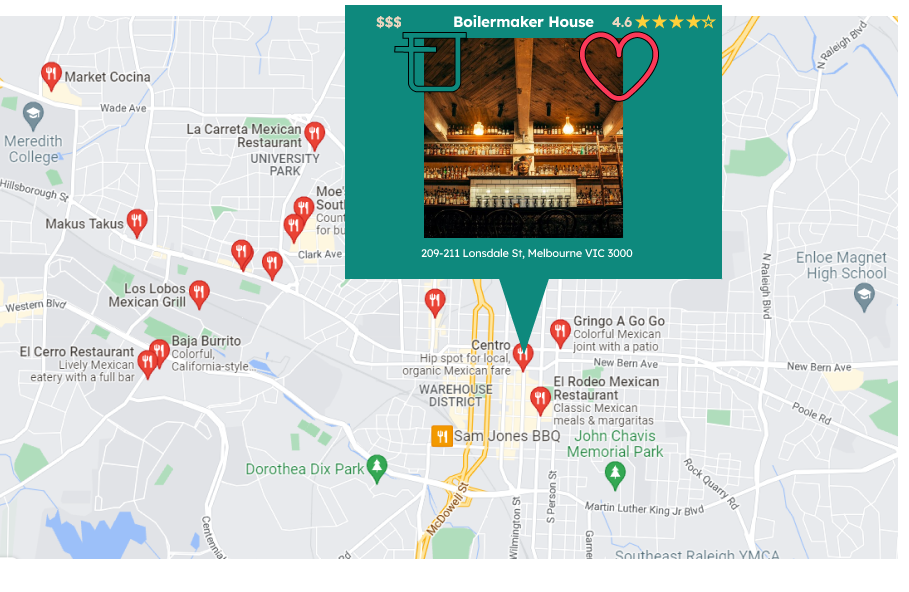 $$$ Boilermaker House 4.6
209-211 Lonsdale St, Melbourne VIC 3000
N Raleigh Blvd
Market Cocina
Wade Ave
Meredith
College
La Carreta Mexican
Restaurant
UNIVERSITY
PARK
Hillsborough St
Moe'
Sout
Count
for bu
Makus Takus
Clark Ave
Enloe Magnet
High School
N Raleigh Blvd
Los Lobos
Mexican Grill
Western Blvd
Gringo A Go Go
Colorful Mexican
joint with a patio
Baja Burrito
Colorful,
California-style...
El Cerro Restaurant
Lively Mexican
eatery with a full bar
Centro
Hip spot for local,
organic Mexican fare
New Bern Ave
New Bern Ave
WAREHOUSE
DISTRICT
El Rodeo Mexican
Restaurant
Classic Mexican
meals & margaritas
Poole Rd
Sam Jones BBQ
John Chavis
Memorial Park
Dorothea Dix Park
Rock Quarry Rd
McDowell St
S Person St
Martin Luther King Jr Blvd
Wilmington St
Centennial
Garne
Rd
Southeast Raleigh YMCA